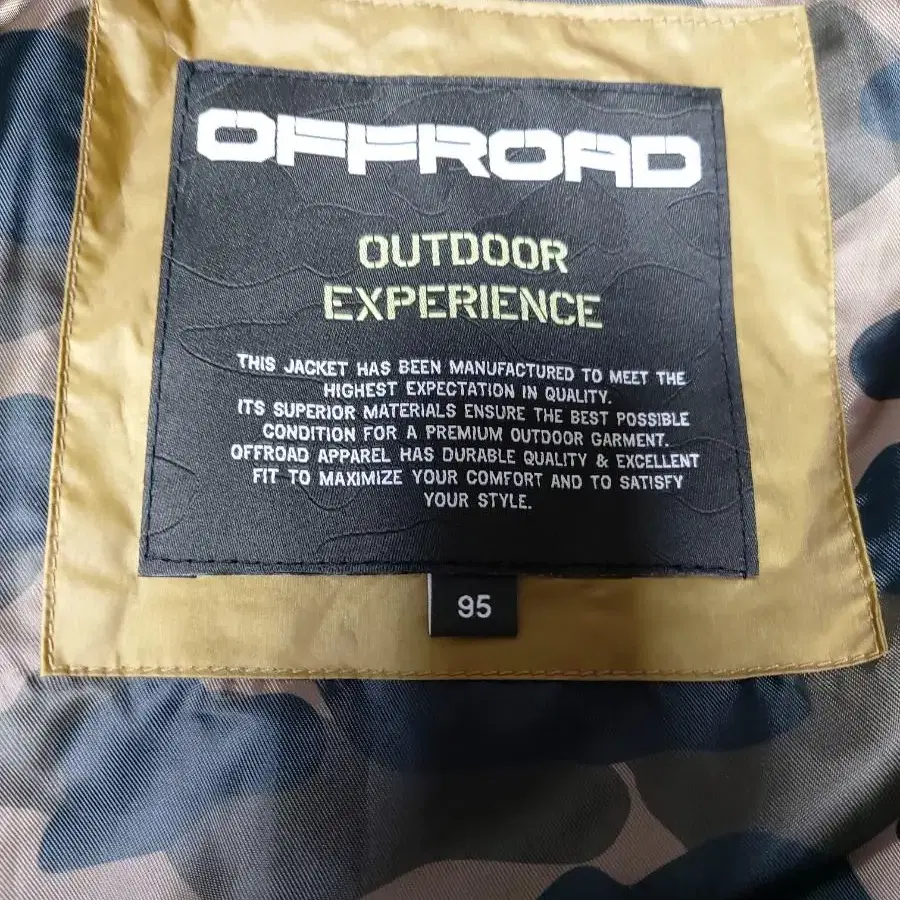 OFFROAD
OUTDOOR
EXPERIENCE
THIS JACKET HAS BEEN MANUFACTURED TO MEET THE
HIGHEST EXPECTATION IN QUALITY.
ITS SUPERIOR MATERIALS ENSURE THE BEST POSSIBLE
CONDITION FOR A PREMIUM OUTDOOR GARMENT.
OFFROAD APPAREL HAS DURABLE QUALITY & EXCELLENT
FIT TO MAXIMIZE YOUR COMFORT AND TO SATISFY
YOUR STYLE.
95